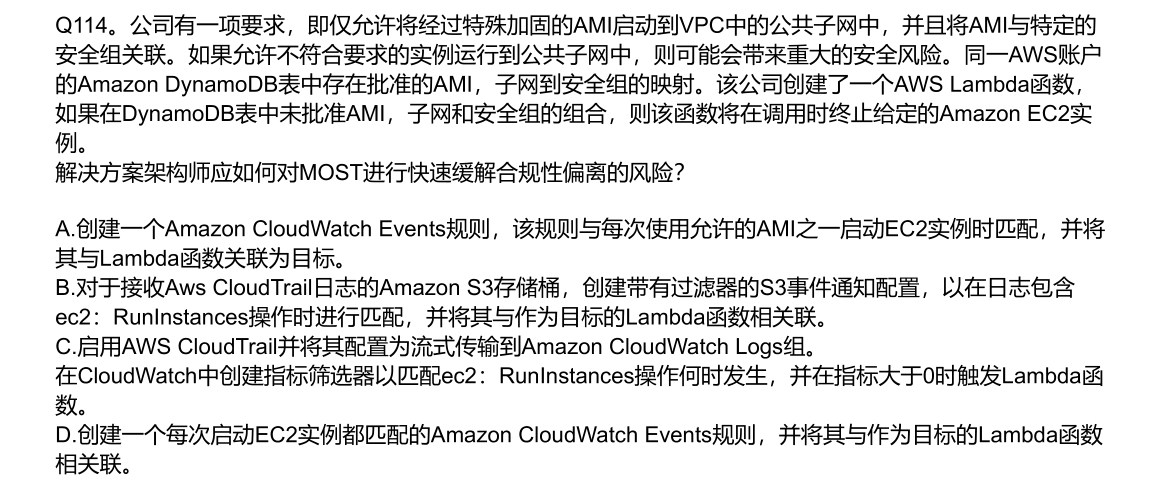 Q114。公司有一项要求，即仅允许将经过特殊加固的AMI启动到VPC中的公共子网中，并且将AMI与特定的
安全组关联。如果允许不符合要求的实例运行到公共子网中，则可能会带来重大的安全风险。同一AWS账户
的Amazon DynamoDB表中存在批准的AMI，子网到安全组的映射。该公司创建了一个AWS Lambda函数，
如果在DynamoDB表中未批准AMI，子网和安全组的组合，则该函数将在调用时终止给定的Amazon EC2实
例。
解决方案架构师应如何对MOST进行快速缓解合规性偏离的风险？
A.创建一个Amazon CloudWatch Events规则，该规则与每次使用允许的AMI之一启动EC2实例时匹配，并将
其与Lambda函数关联为目标。
B.对于接收Aws CloudTrail日志的Amazon S3存储桶，创建带有过滤器的S3事件通知配置，以在日志包含
ec2：RunInstances操作时进行匹配，并将其与作为目标的Lambda函数相关联。
C.启用AWS CloudTrail并将其配置为流式传输到Amazon CloudWatch Logs组。
在CloudWatch中创建指标筛选器以匹配ec2：RunInstances操作何时发生，并在指标大于0时触发Lambda函
数。
D.创建一个每次启动EC2实例都匹配的Amazon CloudWatch Events规则，并将其与作为目标的Lambda函数
相关联。